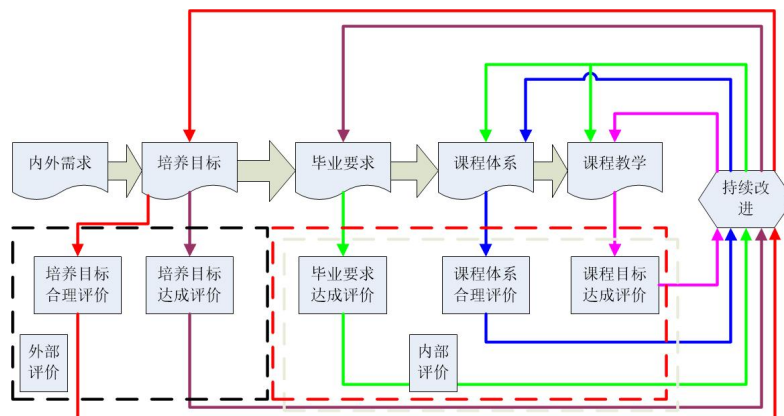 内外需求
培养目标
毕业要求
课程体系
课程教学
持续改
进
培养目标
合理评价
培养目标
达成评价
毕业要求
达成评价
课程体系
合理评价
课程目标
达成评价
外部
评价
内部
评价